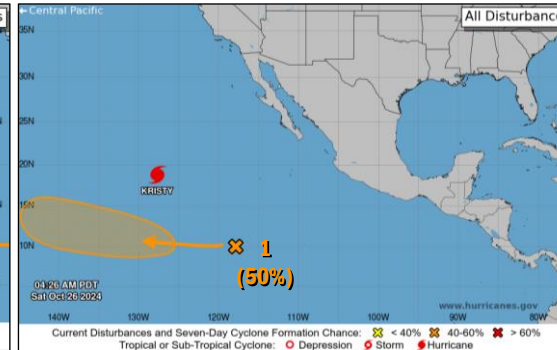 s
← Central Pacific
All Disturbanc
35N
30N
25N
20N
15N
10N
KRISTY
1
(50%)
04:26 AM PDT
Sat Oct 26 2024
www.hurricanes.gov
140W 130W 120W 110W 100W 90W 80W
Current Disturbances and Seven-Day Cyclone Formation Chance: < 40% 40-60% > 60%
Tropical or Sub-Tropical Cyclone: Depression Storm Hurricane